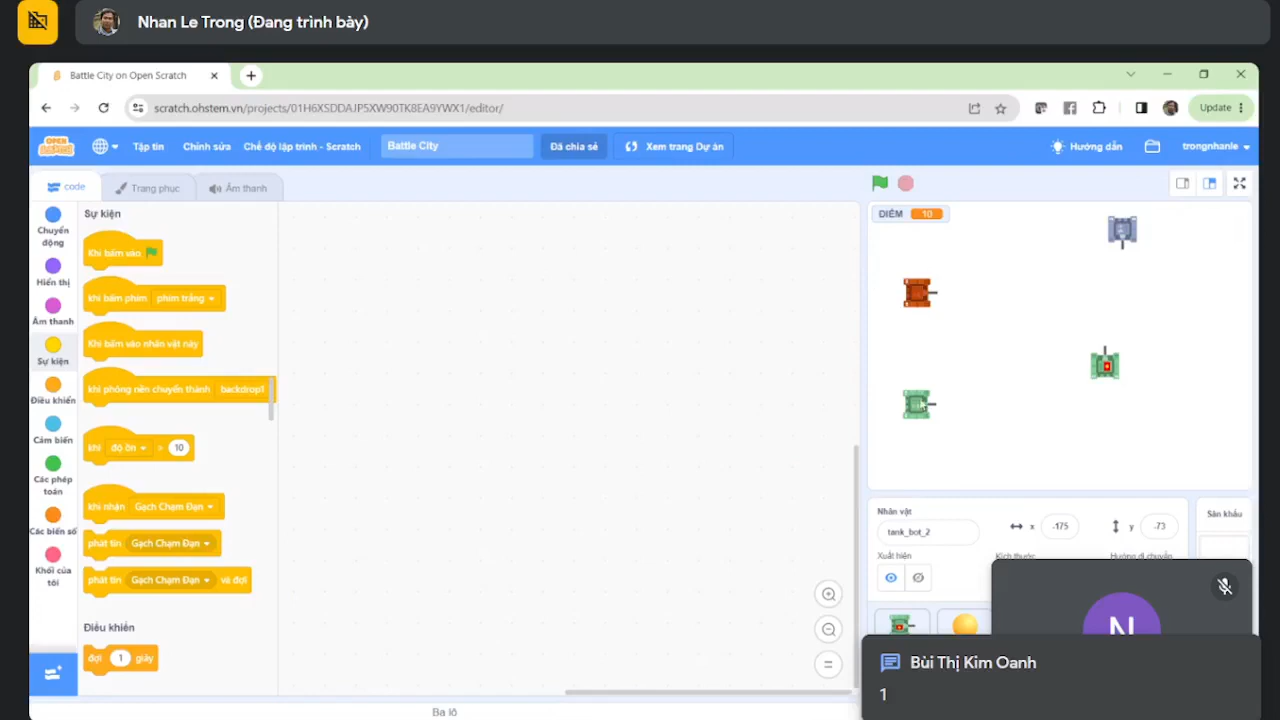 Nhan Le Trong (Đang trình bày)
Battle City on Open Scratch
scratch.ohstem.vn/projects/01H6XSDDAJP5XW90TK8EA9YWX1/editor/
Update
OPEN
Tập tin
Chỉnh sửa
Chế độ lập trình - Scratch
Battle City
Đã chia sẻ
Xem trang Dự án
Hướng dẫn
trongnhanle
code
Trang phục
Âm thanh
Chuyển động
Hiển thị
Âm thanh
Sự kiện
Điều khiển
Cảm biến
Các phép toán
Các biến số
Khối của tôi
Sự kiện
Khi bấm vào
khi bấm phím phím trắng
Khi bấm vào nhân vật này
khi phông nền chuyển thành backdrop1
khi độ ồn > 10
khi nhận Gạch Chạm Đạn
phát tin Gạch Chạm Đạn
phát tin Gạch Chạm Đạn và đợi
Điều khiển
đợi 1 giây
Ba lô
ĐIỂM 10
Nhân vật
tank_bot_2
x -175
y -73
Xuất hiện
Kích thước
Hướng di chuyển
Sân khấu
N
Bùi Thị Kim Oanh
1